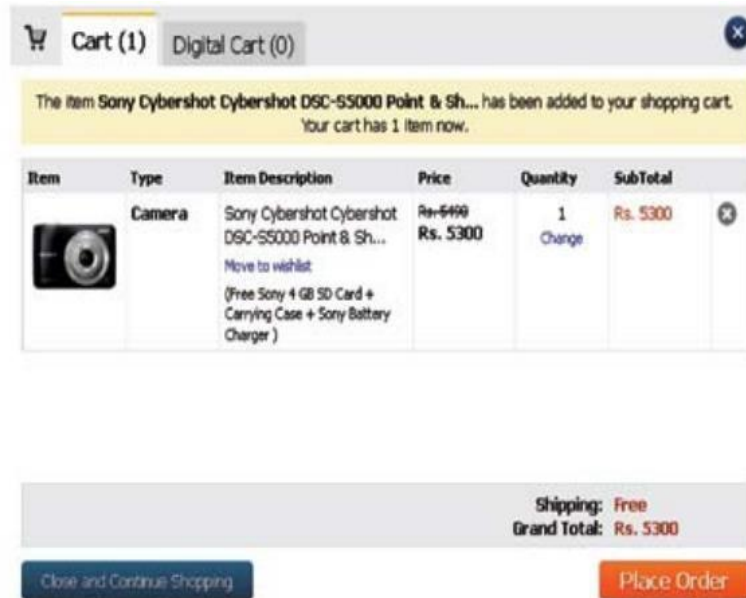 Cart (1) Digital Cart (0)
The item Sony Cybershot Cybershot DSC-S5000 Point & Sh... has been added to your shopping cart.
Your cart has 1 item now.
Item Type Item Description Price Quantity SubTotal
Camera Sony Cybershot Cybershot Rs. 5490 1 Rs. 5300
DSC-S5000 Point & Sh... Rs. 5300 Change
Move to wishlist
(Free Sony 4 GB SD Card +
Carrying Case + Sony Battery
Charger )
Shipping: Free
Grand Total: Rs. 5300
Close and Continue Shopping Place Order